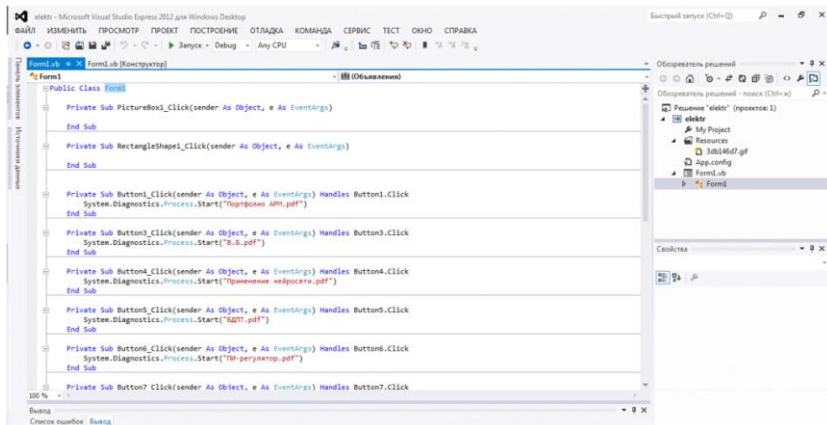 elektr - Microsoft Visual Studio Express 2012 для Windows Desktop
Быстрый запуск (Ctrl+Q)
ФАЙЛ ИЗМЕНИТЬ ПРОСМОТР ПРОЕКТ ПОСТРОЕНИЕ ОТЛАДКА КОМАНДА СЕРВИС ТЕСТ ОКНО СПРАВКА
Запуск Debug Any CPU
Панель элементов
Источники данных
Form1.vb Form1.vb [Конструктор]
Form1 (Объявления)
Public Class Form1
Private Sub PictureBox1_Click(sender As Object, e As EventArgs)
End Sub
Private Sub RectangleShape1_Click(sender As Object, e As EventArgs)
End Sub
Private Sub Button1_Click(sender As Object, e As EventArgs) Handles Button1.Click
System.Diagnostics.Process.Start("Портфолио АРМ.pdf")
End Sub
Private Sub Button3_Click(sender As Object, e As EventArgs) Handles Button3.Click
System.Diagnostics.Process.Start("В.Б.pdf")
End Sub
Private Sub Button4_Click(sender As Object, e As EventArgs) Handles Button4.Click
System.Diagnostics.Process.Start("Применение нейросети.pdf")
End Sub
Private Sub Button5_Click(sender As Object, e As EventArgs) Handles Button5.Click
System.Diagnostics.Process.Start("БДПТ.pdf")
End Sub
Private Sub Button6_Click(sender As Object, e As EventArgs) Handles Button6.Click
System.Diagnostics.Process.Start("ПИ-регулятор.pdf")
End Sub
Private Sub Button7_Click(sender As Object, e As EventArgs) Handles Button7.Click
100 %
Вывод
Список ошибок Вывод
Обозреватель решений
Обозреватель решений - поиск (Ctrl+ж)
Решение "elektr" (проектов: 1)
elektr
My Project
Resources
3db146d7.gif
App.config
Form1.vb
Form1
Свойства